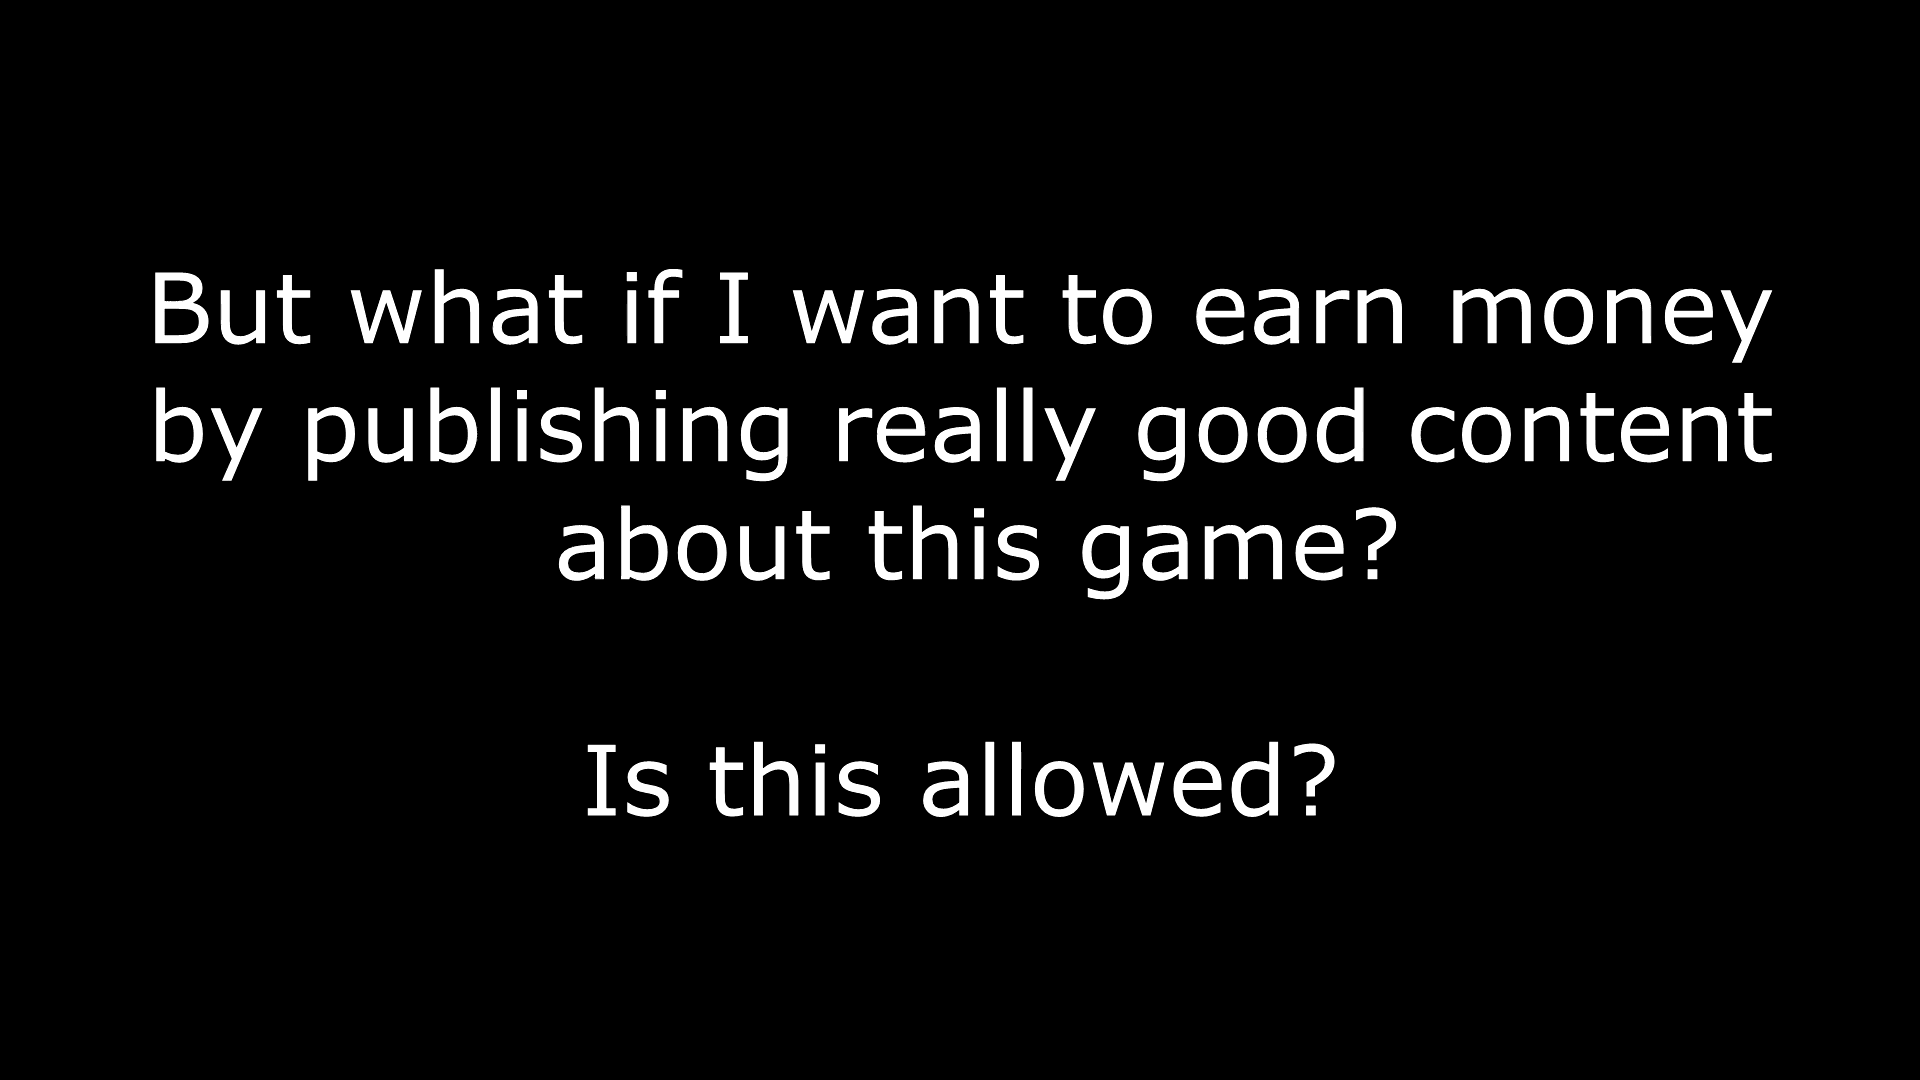 But what if I want to earn money
by publishing really good content
about this game?
Is this allowed?